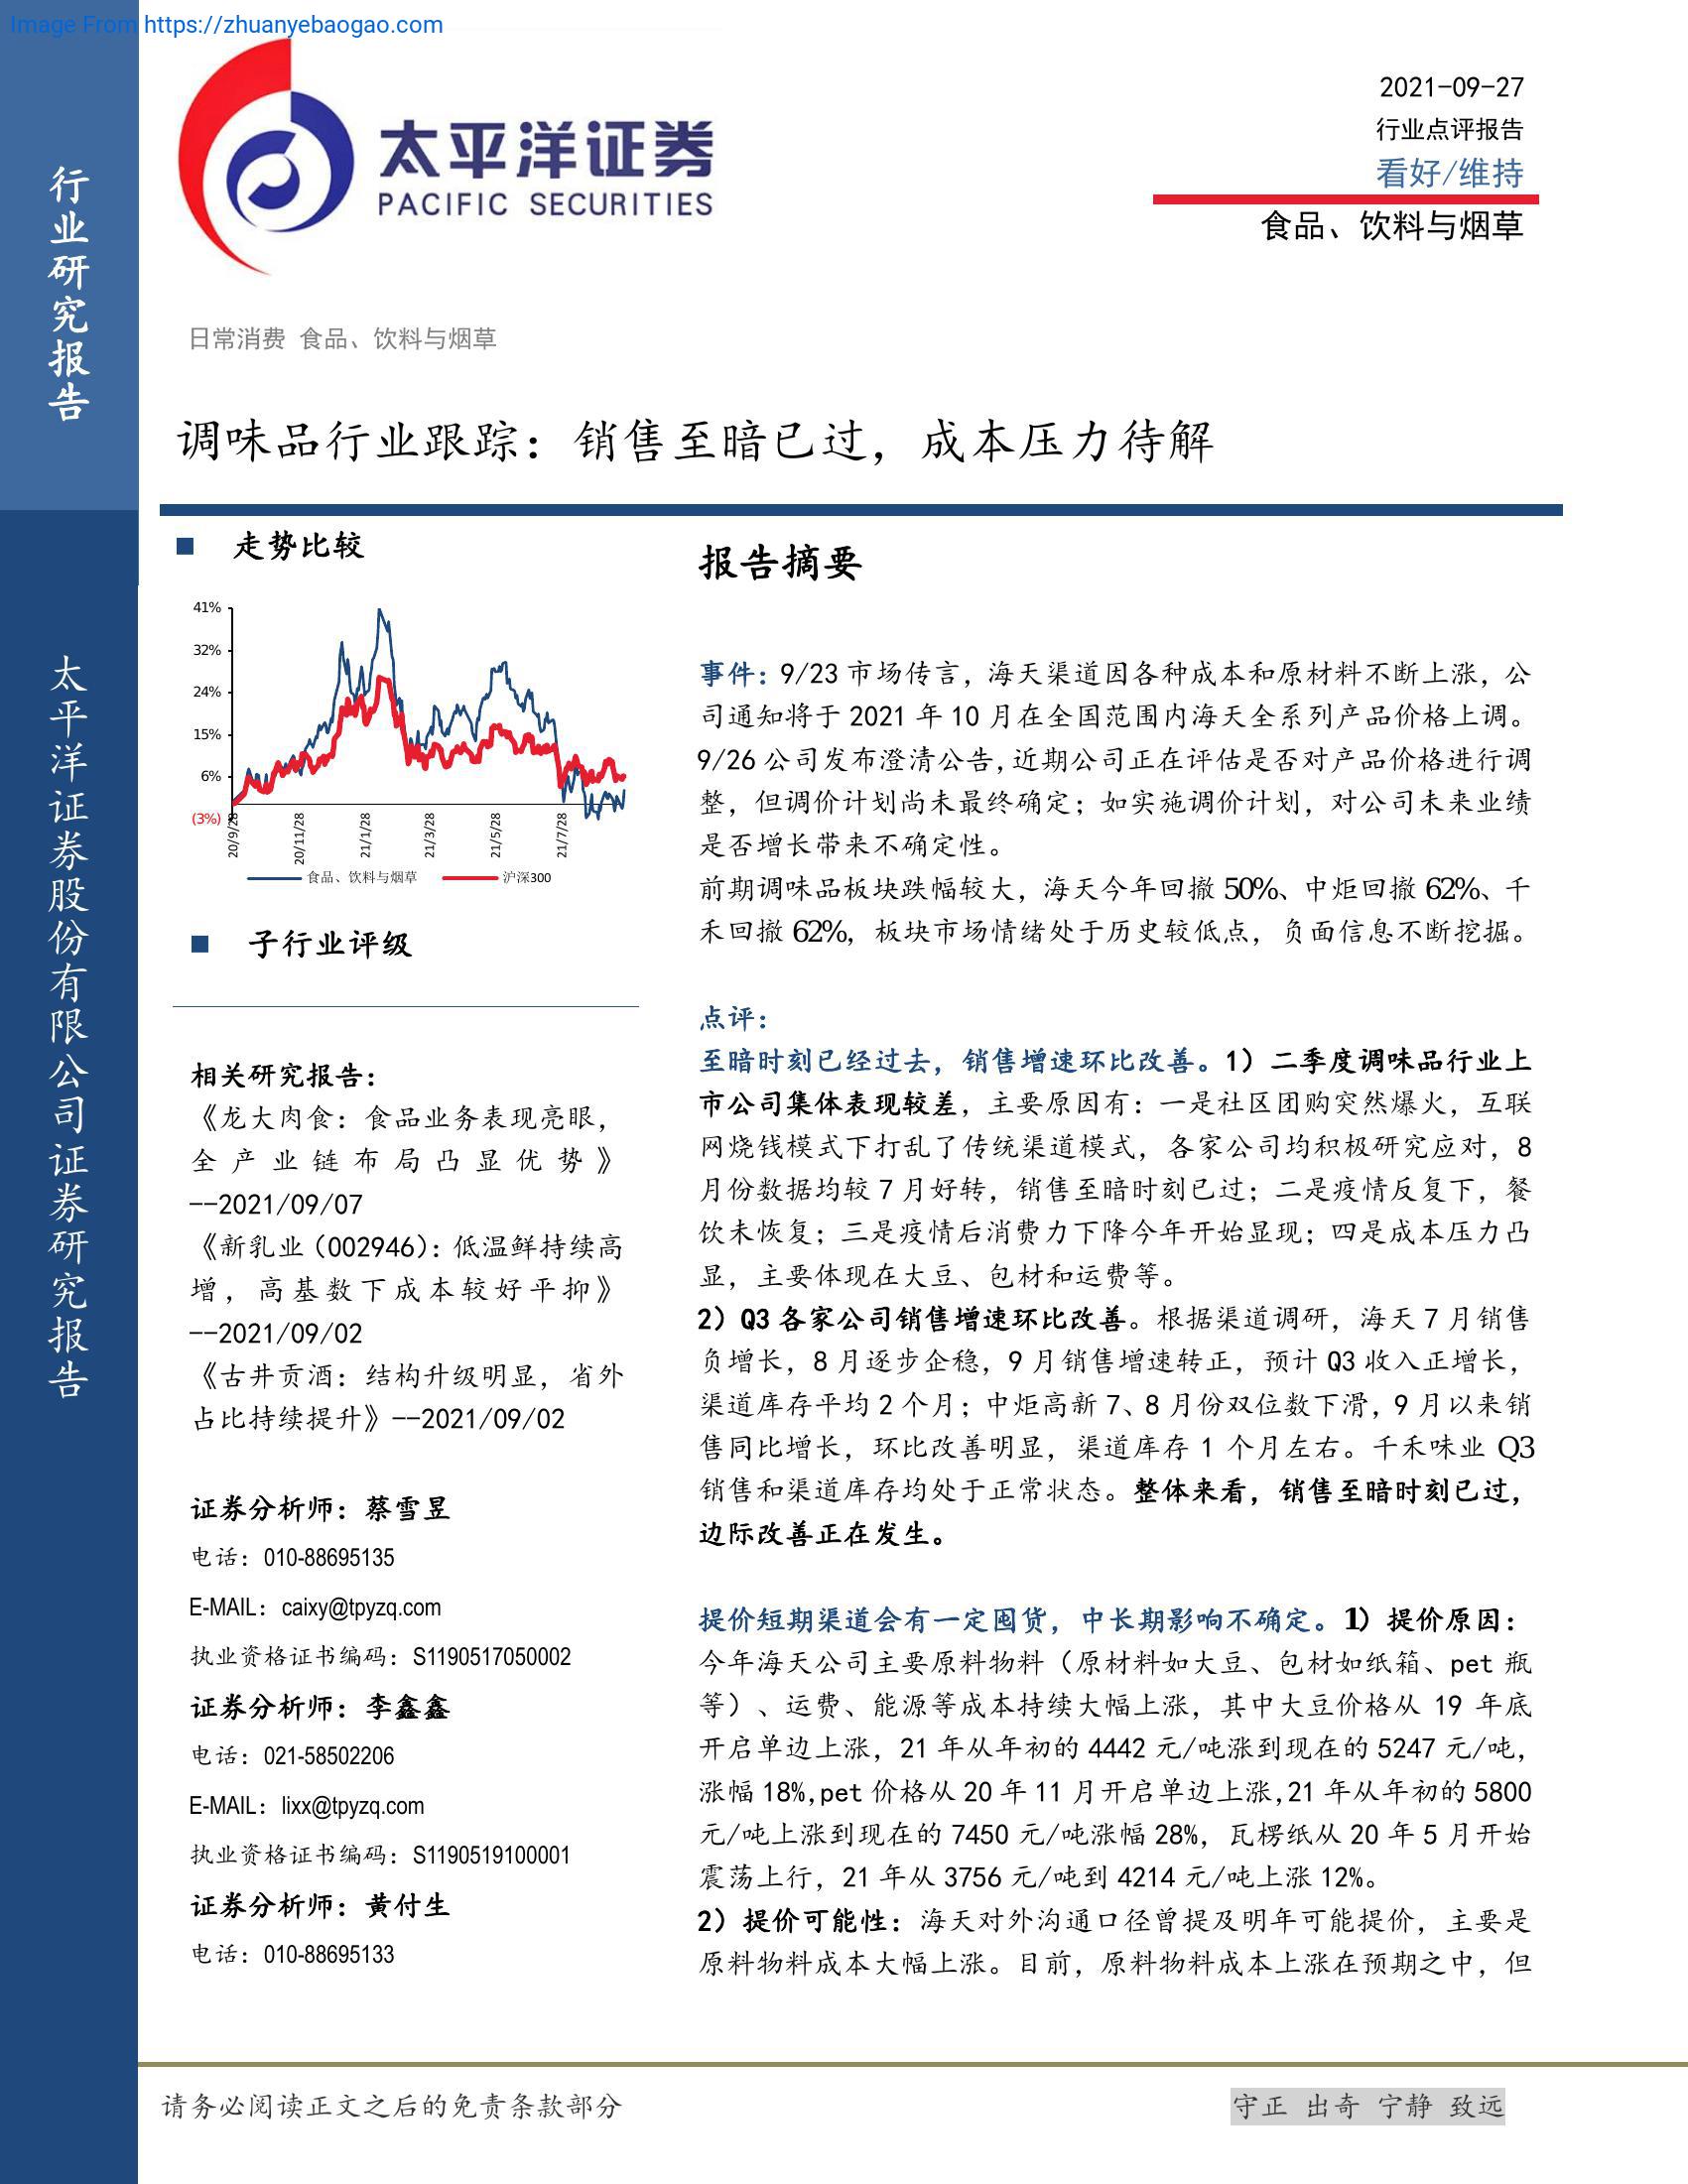 Image From https://zhuanyebaogao.com
行业研究报告
太平洋证券股份有限公司证券研究报告
太平洋证券
PACIFIC SECURITIES
2021-09-27
行业点评报告
看好/维持
食品、饮料与烟草
日常消费 食品、饮料与烟草
调味品行业跟踪：销售至暗已过，成本压力待解
走势比较
41%
32%
24%
15%
6%
(3%)
20/9/28
20/11/28
21/1/28
21/3/28
21/5/28
21/7/28
食品、饮料与烟草
沪深300
子行业评级
相关研究报告：
《龙大肉食：食品业务表现亮眼，
全产业链布局凸显优势》
--2021/09/07
《新乳业（002946）：低温鲜持续高
增，高基数下成本较好平抑》
--2021/09/02
《古井贡酒：结构升级明显，省外
占比持续提升》--2021/09/02
证券分析师：蔡雪昱
电话：010-88695135
E-MAIL：caixy@tpyzq.com
执业资格证书编码：S1190517050002
证券分析师：李鑫鑫
电话：021-58502206
E-MAIL：lixx@tpyzq.com
执业资格证书编码：S1190519100001
证券分析师：黄付生
电话：010-88695133
报告摘要
事件：9/23 市场传言，海天渠道因各种成本和原材料不断上涨，公
司通知将于 2021 年 10 月在全国范围内海天全系列产品价格上调。
9/26 公司发布澄清公告，近期公司正在评估是否对产品价格进行调
整，但调价计划尚未最终确定；如实施调价计划，对公司未来业绩
是否增长带来不确定性。
前期调味品板块跌幅较大，海天今年回撤 50%、中炬回撤 62%、千
禾回撤 62%，板块市场情绪处于历史较低点，负面信息不断挖掘。
点评：
至暗时刻已经过去，销售增速环比改善。1）二季度调味品行业上
市公司集体表现较差，主要原因有：一是社区团购突然爆火，互联
网烧钱模式下打乱了传统渠道模式，各家公司均积极研究应对，8
月份数据均较 7 月好转，销售至暗时刻已过；二是疫情反复下，餐
饮未恢复；三是疫情后消费力下降今年开始显现；四是成本压力凸
显，主要体现在大豆、包材和运费等。
2）Q3 各家公司销售增速环比改善。根据渠道调研，海天 7 月销售
负增长，8 月逐步企稳，9 月销售增速转正，预计 Q3 收入正增长，
渠道库存平均 2 个月；中炬高新 7、8 月份双位数下滑，9 月以来销
售同比增长，环比改善明显，渠道库存 1 个月左右。千禾味业 Q3
销售和渠道库存均处于正常状态。整体来看，销售至暗时刻已过，
边际改善正在发生。
提价短期渠道会有一定囤货，中长期影响不确定。1）提价原因：
今年海天公司主要原料物料（原材料如大豆、包材如纸箱、pet 瓶
等）、运费、能源等成本持续大幅上涨，其中大豆价格从 19 年底
开启单边上涨，21 年从年初的 4442 元/吨涨到现在的 5247 元/吨，
涨幅 18%,pet 价格从 20 年 11 月开启单边上涨,21 年从年初的 5800
元/吨上涨到现在的 7450 元/吨涨幅 28%，瓦楞纸从 20 年 5 月开始
震荡上行，21 年从 3756 元/吨到 4214 元/吨上涨 12%。
2）提价可能性：海天对外沟通口径曾提及明年可能提价，主要是
原料物料成本大幅上涨。目前，原料物料成本上涨在预期之中，但
请务必阅读正文之后的免责条款部分
守正 出奇 宁静 致远